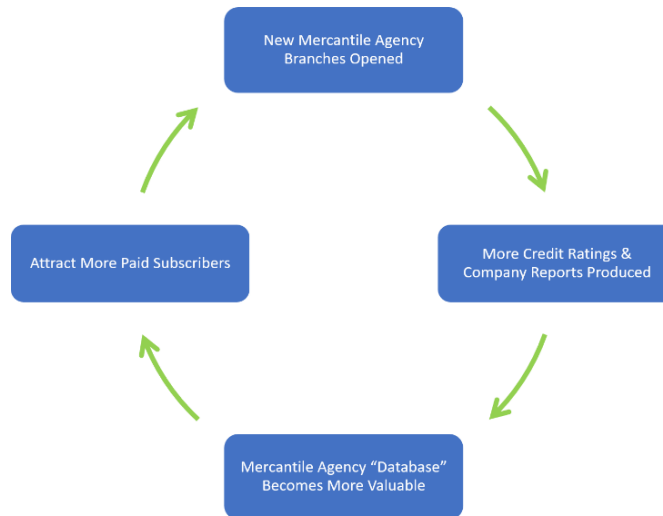 New Mercantile Agency
Branches Opened
More Credit Ratings &
Company Reports Produced
Mercantile Agency “Database”
Becomes More Valuable
Attract More Paid Subscribers